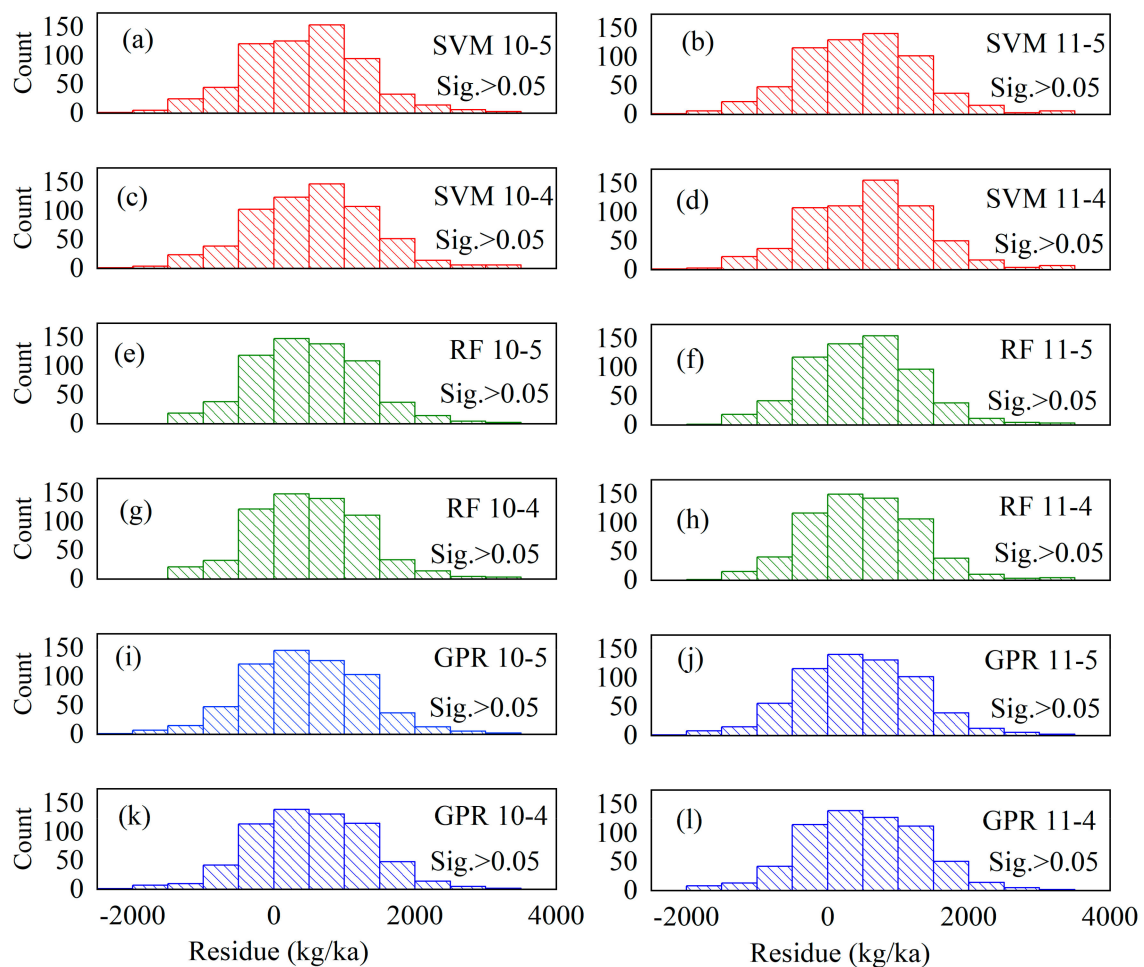 150
100
50
0
Count
(a)
SVM 10-5
Sig.>0.05
150
100
50
0
(b)
SVM 11-5
Sig.>0.05
150
100
50
0
Count
(c)
SVM 10-4
Sig.>0.05
150
100
50
0
(d)
SVM 11-4
Sig.>0.05
150
100
50
0
Count
(e)
RF 10-5
Sig.>0.05
150
100
50
0
(f)
RF 11-5
Sig.>0.05
150
100
50
0
Count
(g)
RF 10-4
Sig.>0.05
150
100
50
0
(h)
RF 11-4
Sig.>0.05
150
100
50
0
Count
(i)
GPR 10-5
Sig.>0.05
150
100
50
0
(j)
GPR 11-5
Sig.>0.05
150
100
50
0
Count
(k)
GPR 10-4
Sig.>0.05
150
100
50
0
(l)
GPR 11-4
Sig.>0.05
-2000 0 2000 4000
Residue (kg/ka)
-2000 0 2000 4000
Residue (kg/ka)